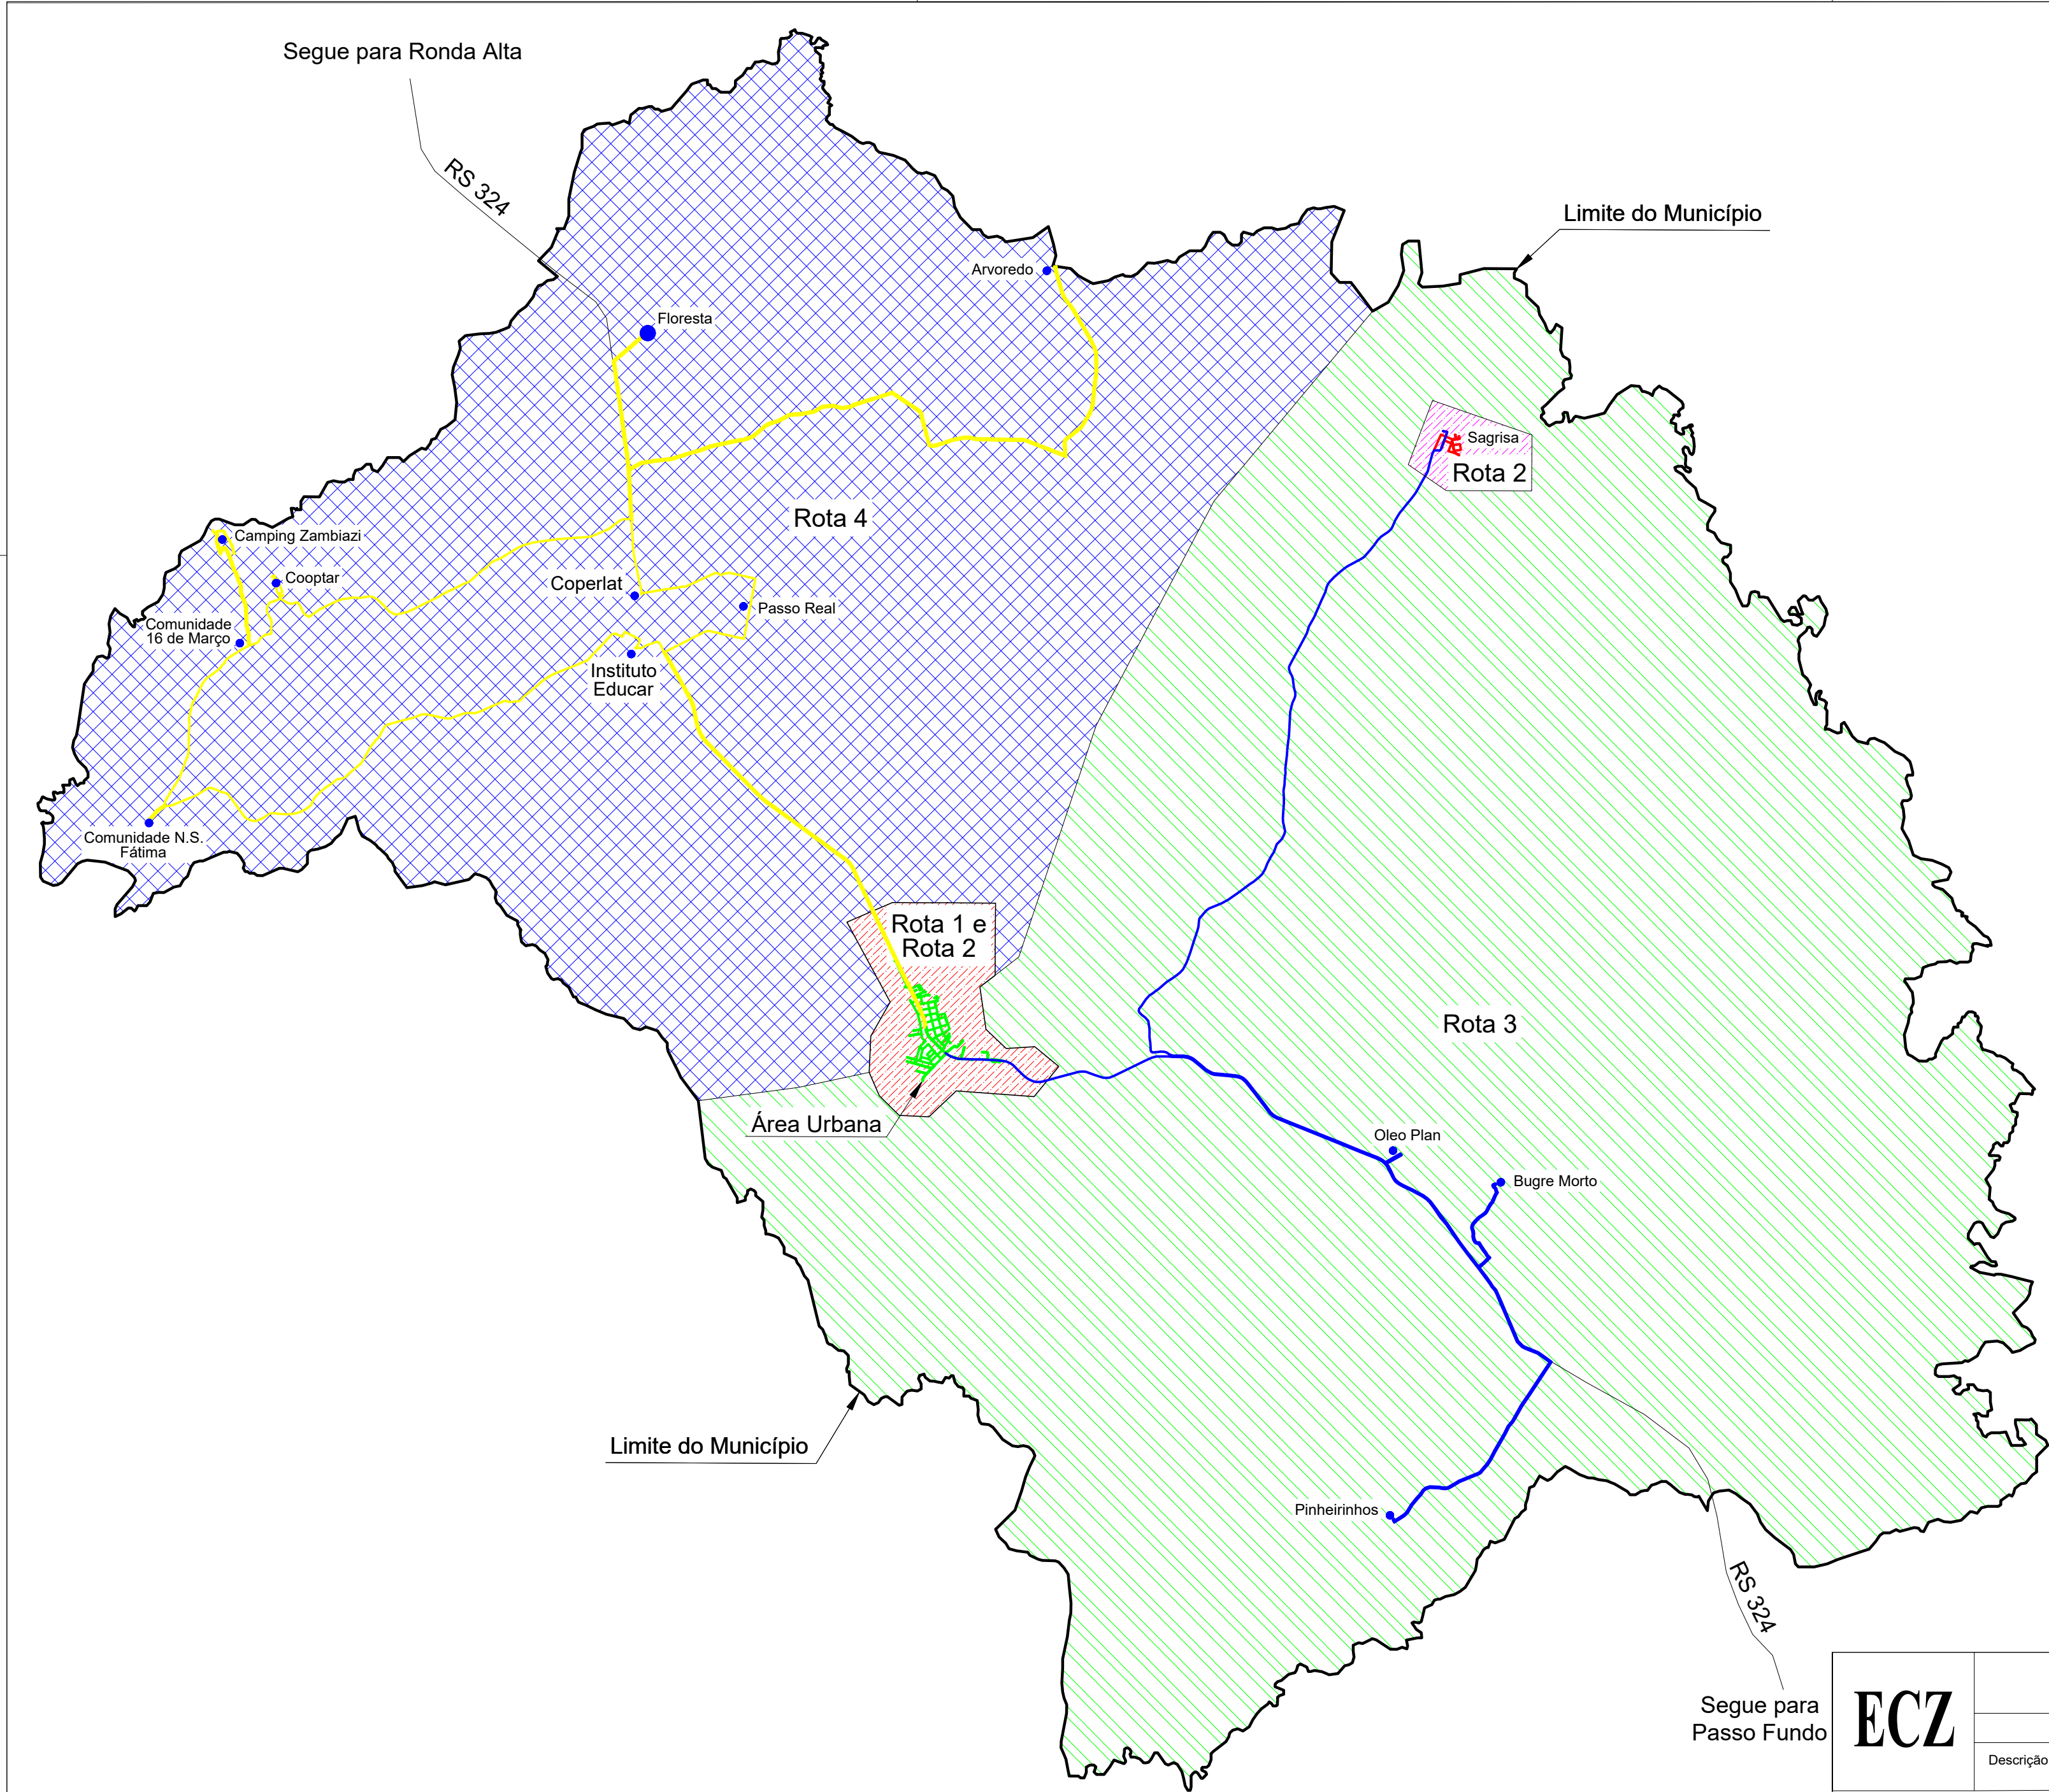 Segue para Ronda Alta
RS 324
Limite do Município
Arvoredo
Floresta
Sagrisa
Rota 2
Rota 4
Camping Zambiazi
Cooptar
Coperlat
Passo Real
Comunidade
16 de Março
Instituto
Educar
Comunidade N.S.
Fátima
Rota 1 e
Rota 2
Rota 3
Área Urbana
Oleo Plan
Bugre Morto
Limite do Município
Pinheirinhos
RS 324
Segue para
Passo Fundo
ECZ
Descrição